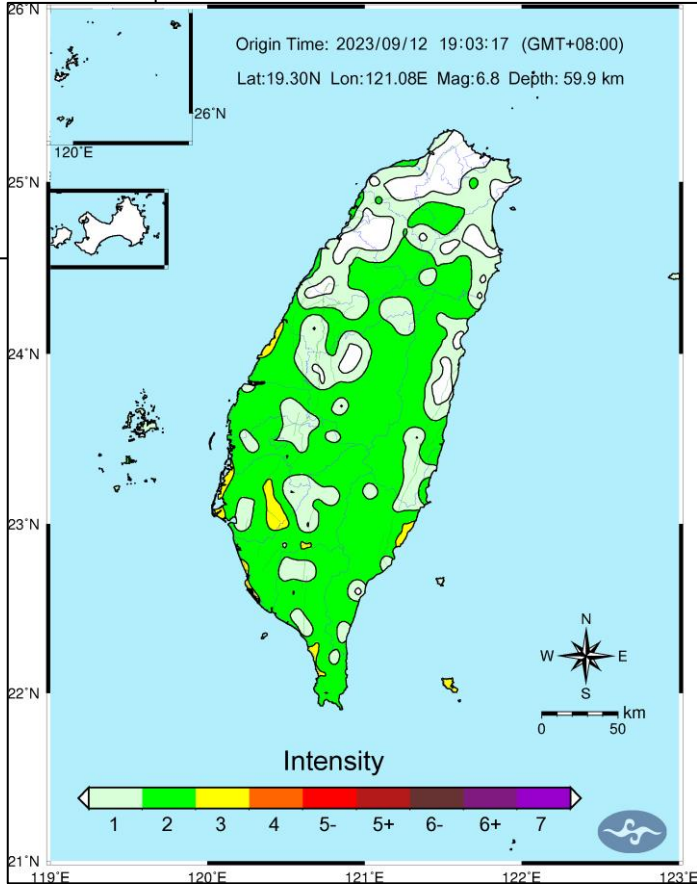 26°N
Origin Time: 2023/09/12 19:03:17 (GMT+08:00)
Lat:19.30N Lon:121.08E Mag:6.8 Depth: 59.9 km
26°N
120°E
25°N
24°N
23°N
N
W E
S
22°N
km
0 50
Intensity
1 2 3 4 5- 5+ 6- 6+ 7
21°N
119°E 120°E 121°E 122°E 123°E